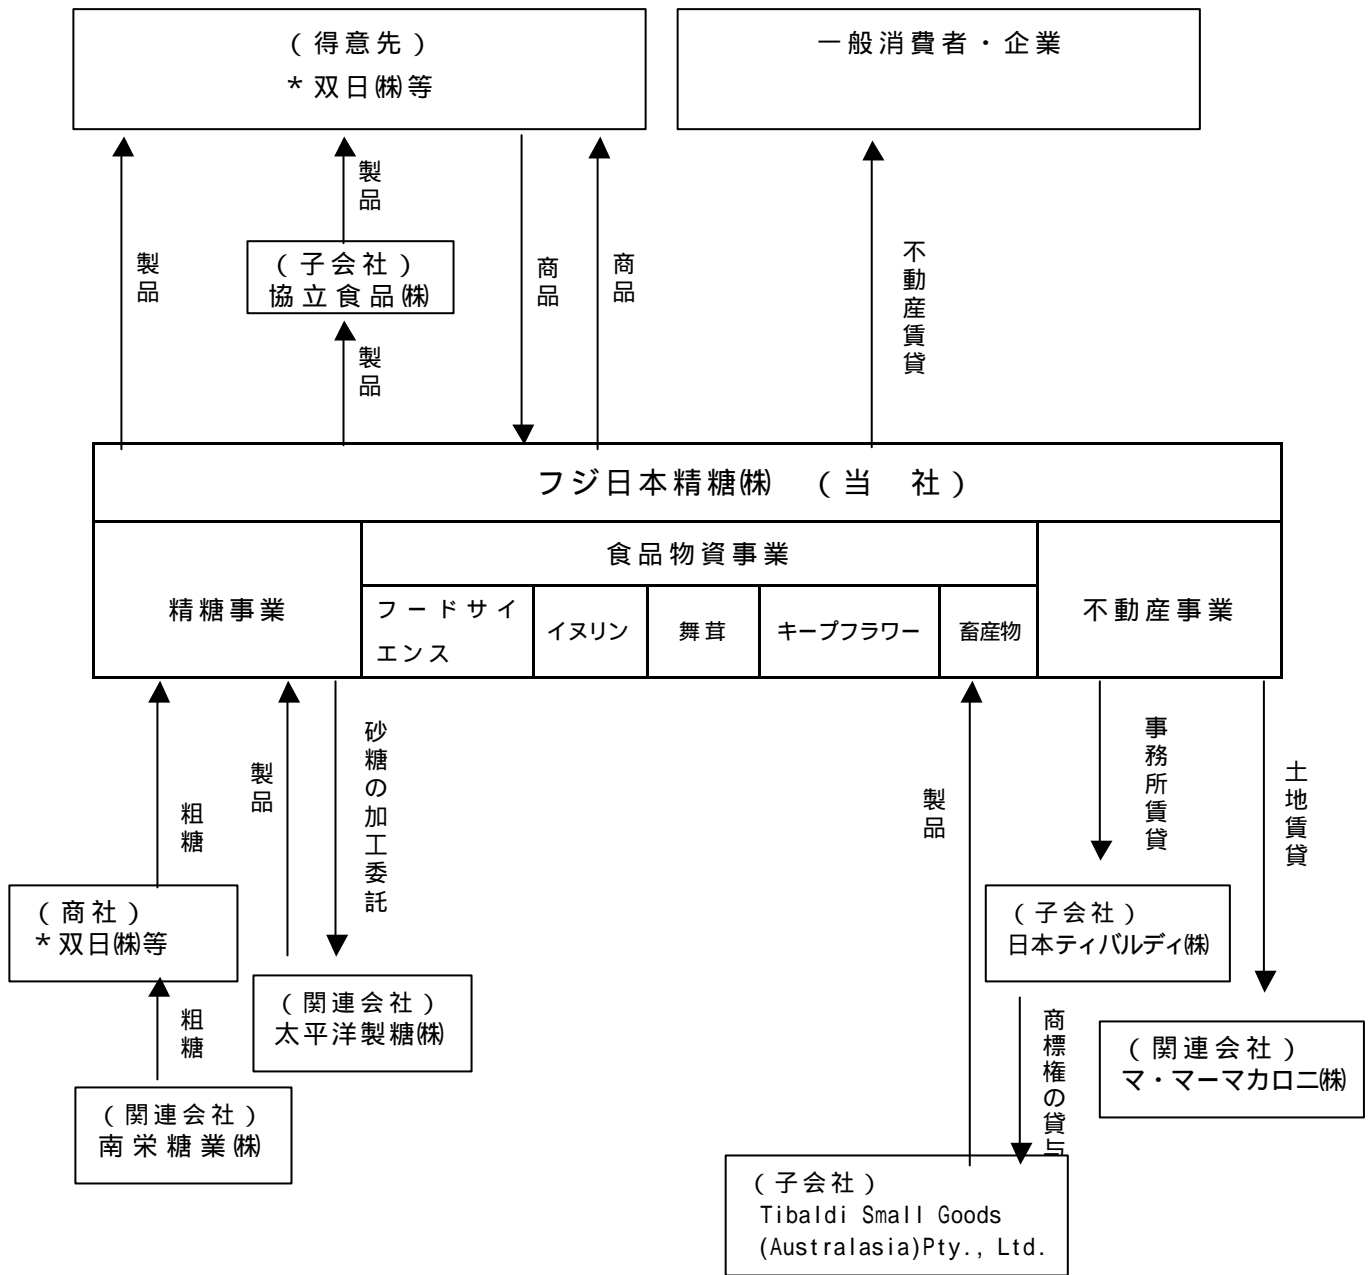 (得意先)
*双日㈱等
一般消費者・企業
製品
製品
(子会社)
協立食品㈱
製品
商品
商品
不動産賃貸
フジ日本精糖㈱ (当 社)
精糖事業
食品物資事業
フードサイ
エンス
イヌリン
舞茸
キープフラワー
畜産物
不動産事業
粗糖
製品
砂糖の加工委託
製品
事務所賃貸
土地賃貸
(商社)
*双日㈱等
粗糖
(関連会社)
太平洋製糖㈱
(関連会社)
南栄糖業㈱
(子会社)
日本ティバルディ㈱
商標権の貸与
(関連会社)
マ・マーマカロニ㈱
(子会社)
Tibaldi Small Goods
(Australasia)Pty., Ltd.